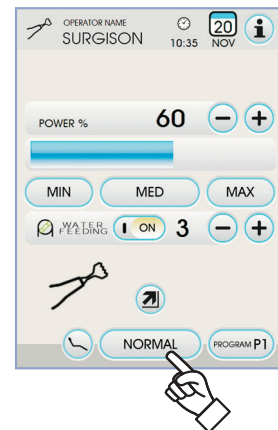 OPERATOR NAME
SURGISON
10:35
20
NOV
i
POWER % 60 - +
MIN MED MAX
WATER FEEDING I ON 3 - +
NORMAL PROGRAM P1